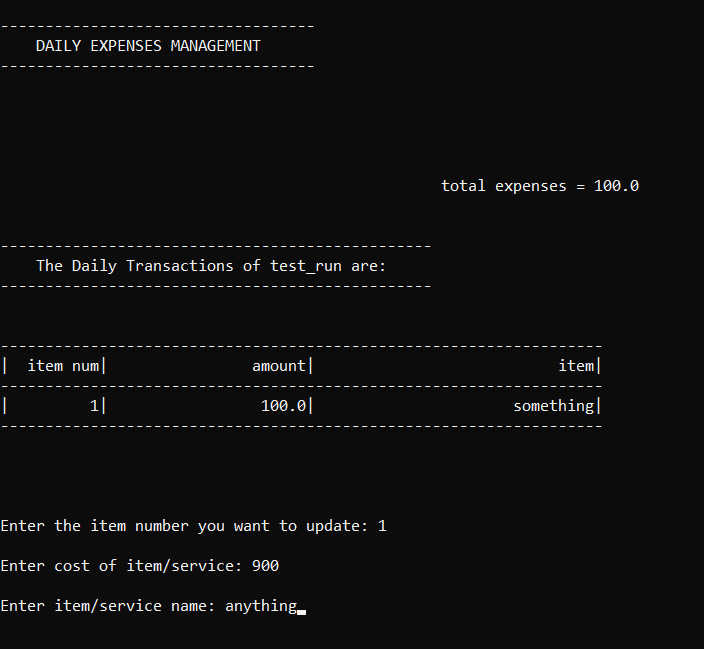 -----------------------------------
DAILY EXPENSES MANAGEMENT
-----------------------------------
total expenses = 100.0
------------------------------------------------
The Daily Transactions of test_run are:
------------------------------------------------
-------------------------------------------------------------------
|  item num|                amount|                           item|
-------------------------------------------------------------------
|         1|                 100.0|                      something|
-------------------------------------------------------------------
Enter the item number you want to update: 1
Enter cost of item/service: 900
Enter item/service name: anything_